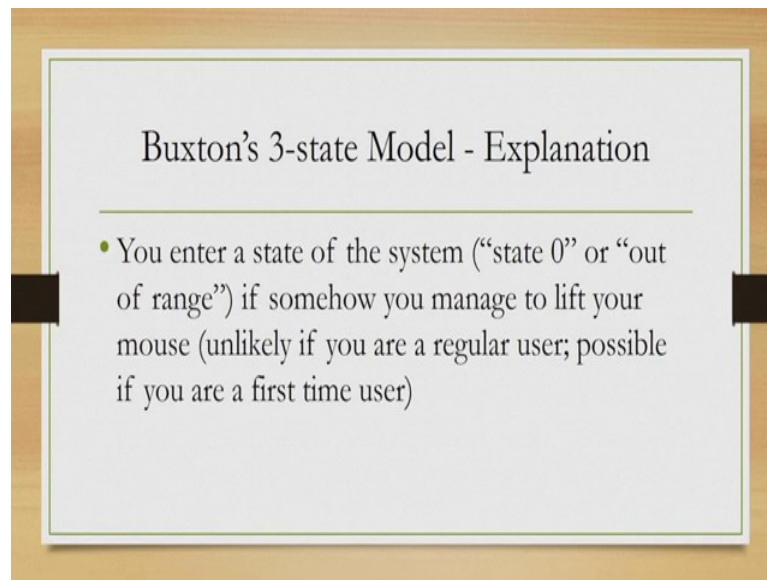 Buxton's 3-state Model - Explanation
• You enter a state of the system (“state 0” or “out
of range”) if somehow you manage to lift your
mouse (unlikely if you are a regular user; possible
if you are a first time user)